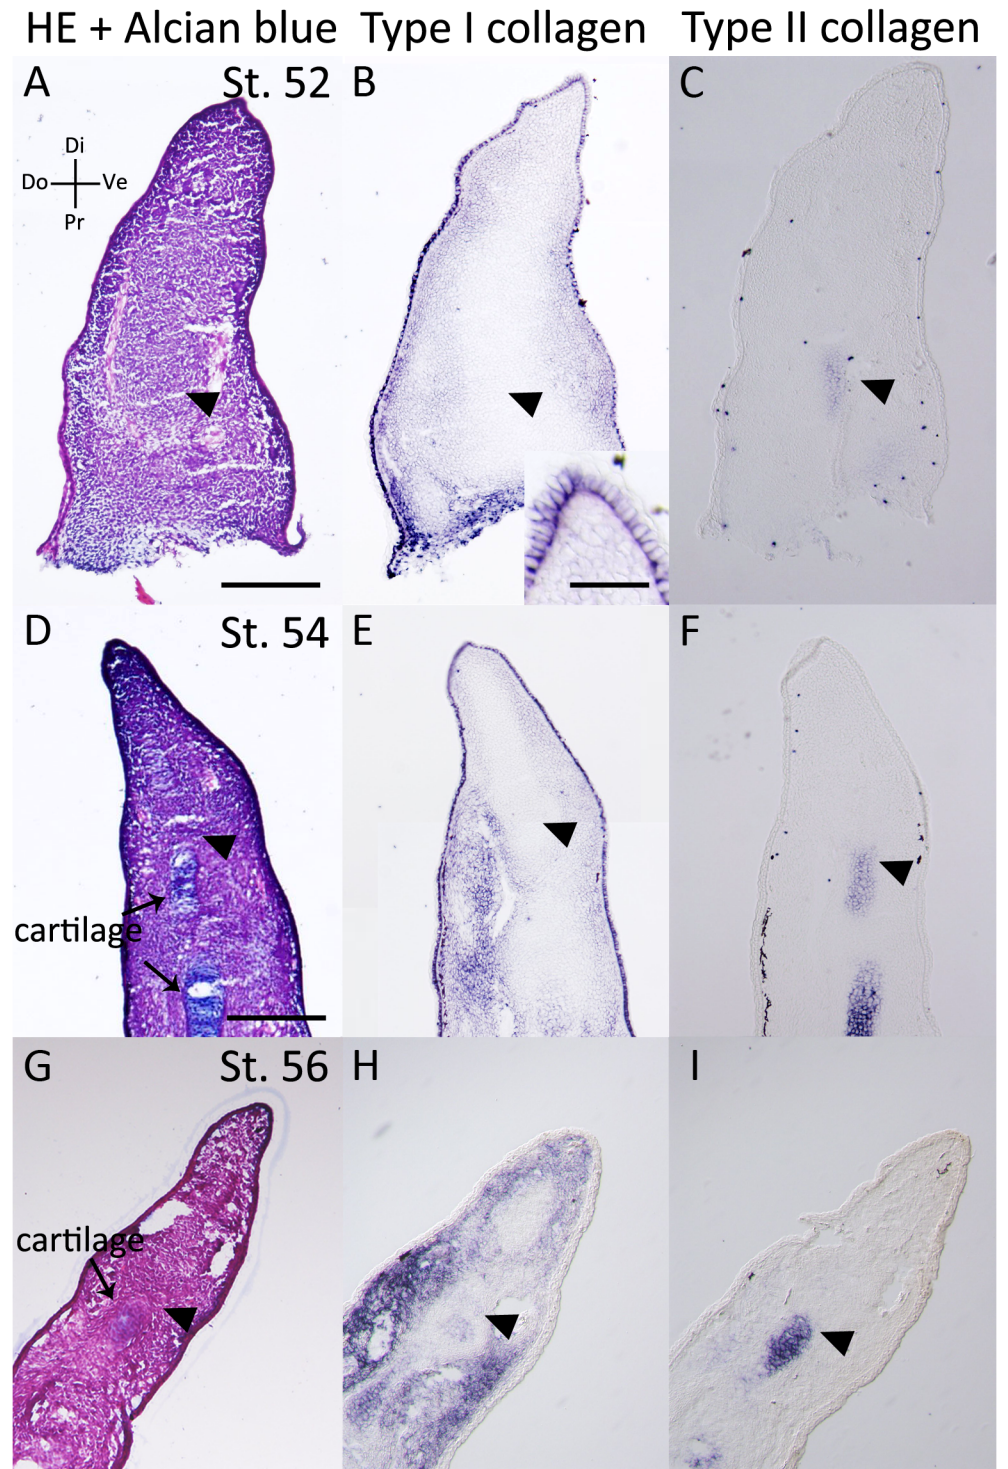 HE + Alcian blue Type I collagen Type II collagen
A St. 52 B C
Di
Do Ve
Pr
D St. 54 E F
cartilage
G St. 56 H I
cartilage